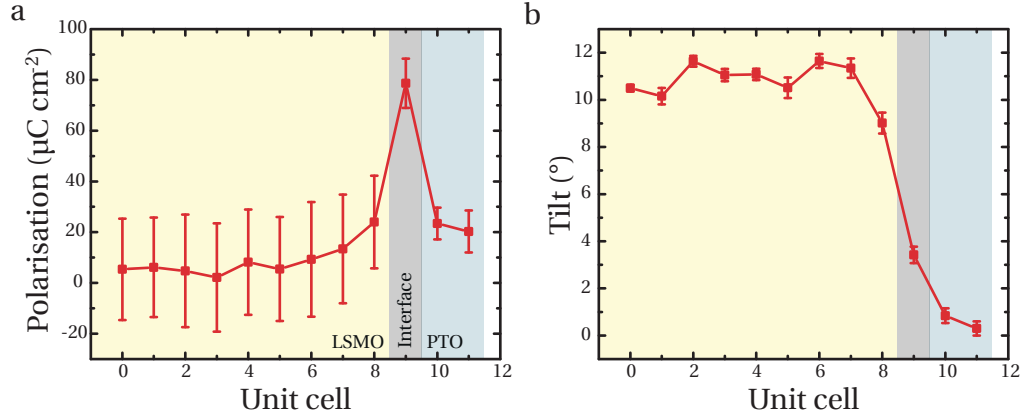 a
Polarisation (µC cm-2)
100
80
60
40
20
0
-20
LSMO
Interface
PTO
0 2 4 6 8 10 12
Unit cell
b
Tilt (°)
12
10
8
6
4
2
0
0 2 4 6 8 10 12
Unit cell